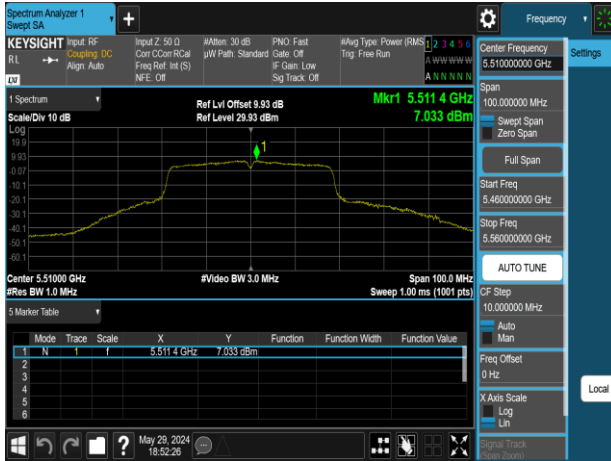 Spectrum Analyzer 1
Swept SA
+
Frequency
KEYSIGHT
RL
LXI
Input: RF
Coupling: DC
Align: Auto
Input Z: 50 Ω
Corr CCorr RCal
Freq Ref: Int (S)
NFE: Off
#Atten: 30 dB
µW Path: Standard
PNO: Fast
Gate: Off
IF Gain: Low
Sig Track: Off
#Avg Type: Power (RMS
Trig: Free Run
1 2 3 4 5 6
A W W W W W
A N N N N N
1 Spectrum
Scale/Div 10 dB
Log
Ref Lvl Offset 9.93 dB
Ref Level 29.93 dBm
Mkr1 5.511 4 GHz
7.033 dBm
19.9
9.93
-0.07
-10.1
-20.1
-30.1
-40.1
-50.1
-60.1
1
Center 5.51000 GHz
#Video BW 3.0 MHz
Span 100.0 MHz
#Res BW 1.0 MHz
Sweep 1.00 ms (1001 pts)
5 Marker Table
Mode Trace Scale X Y Function Function Width Function Value
1 N 1 f 5.511 4 GHz 7.033 dBm
2
3
4
5
6
May 29, 2024
18:52:26
?
Center Frequency
5.510000000 GHz
Span
100.000000 MHz
Swept Span
Zero Span
Full Span
Start Freq
5.460000000 GHz
Stop Freq
5.560000000 GHz
AUTO TUNE
CF Step
10.000000 MHz
Auto
Man
Freq Offset
0 Hz
X Axis Scale
Log
Lin
Signal Track
(Span Zoom)
Settings
Local